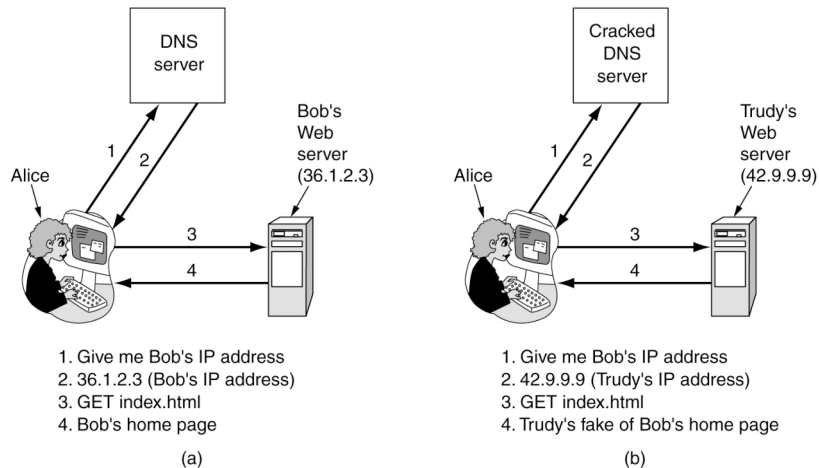 DNS
server
1
2
Alice
Bob's
Web
server
(36.1.2.3)
3
4
1. Give me Bob's IP address
2. 36.1.2.3 (Bob's IP address)
3. GET index.html
4. Bob's home page
(a)
Cracked
DNS
server
1
2
Alice
Trudy's
Web
server
(42.9.9.9)
3
4
1. Give me Bob's IP address
2. 42.9.9.9 (Trudy's IP address)
3. GET index.html
4. Trudy's fake of Bob's home page
(b)